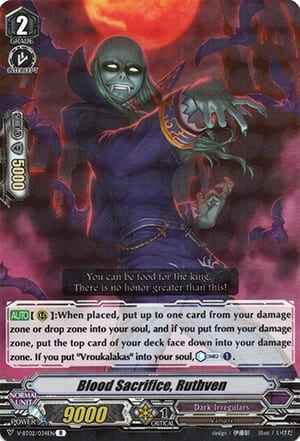 2
GRADE
INTERCEPT
5000
You can be food for the king.
There is no honor greater than this!
AUTO [ ]:When placed, put up to one card from your damage
zone or drop zone into your soul, and if you put from your damage
zone, put the top card of your deck face down into your damage
zone. If you put "Vroukalakas" into your soul,
Blood Sacrifice, Ruthven
V-BT02/034EN R
NORMAL
UNIT
9000
1
CRITICAL
Dark Irregulars
Vampire